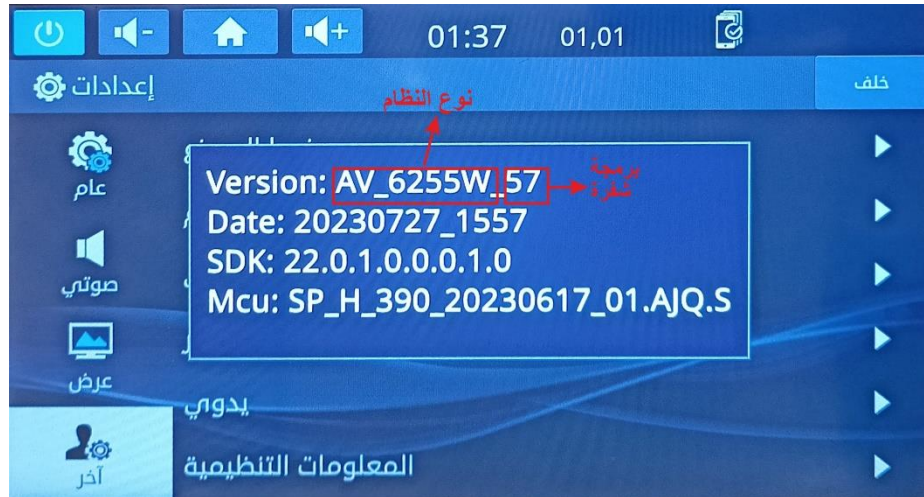 01:37 01,01
إعدادات
خلف
نوع النظام
عام
Version: AV_6255W_57
برمجة
شفرة
Date: 20230727_1557
SDK: 22.0.1.0.0.0.1.0
Mcu: SP_H_390_20230617_01.AJQ.S
صوتي
عرض
يدوي
آخر
المعلومات التنظيمية